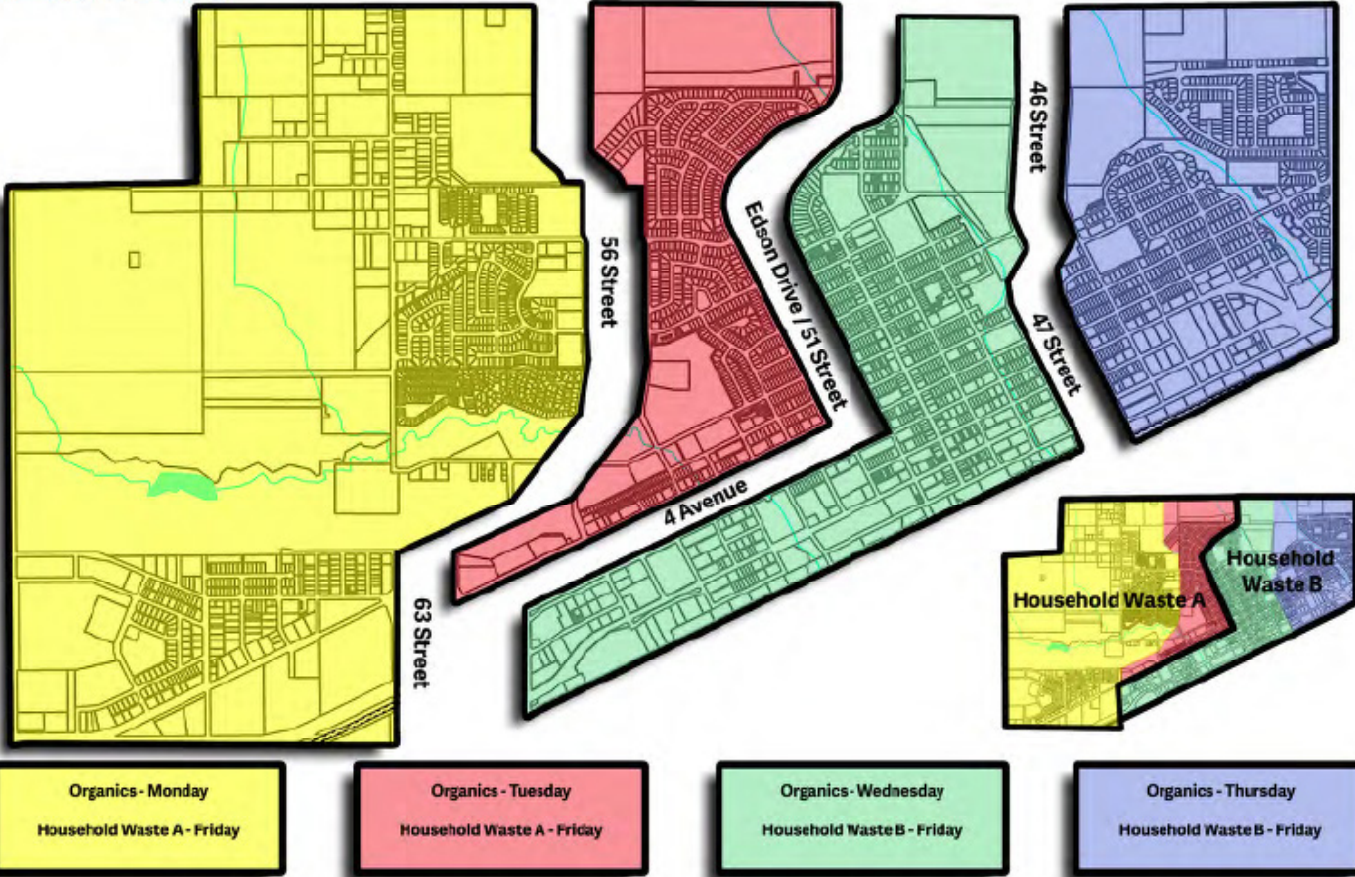 46 Street
Edson Drive / 51 Street
56 Street
47 Street
4 Avenue
63 Street
Household
Waste B
Household Waste A
Organics - Monday
Household Waste A - Friday
Organics - Tuesday
Household Waste A - Friday
Organics- Wednesday
Household Waste B - Friday
Organics - Thursday
Household Waste B - Friday